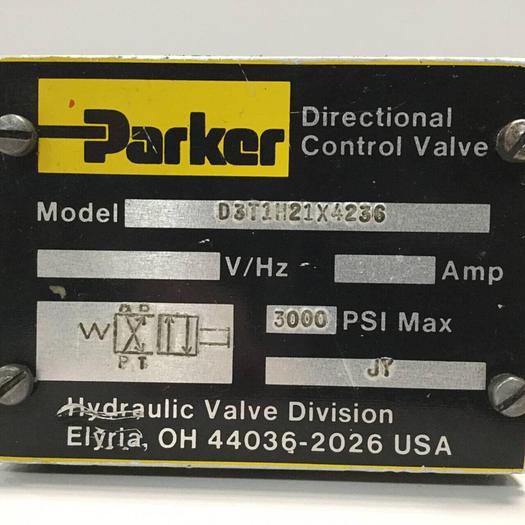 Parker
Directional
Control Valve
Model D3T1H21X4236
V/Hz Amp
A B
P T
3000 PSI Max
JY
Hydraulic Valve Division
Elyria, OH 44036-2026 USA